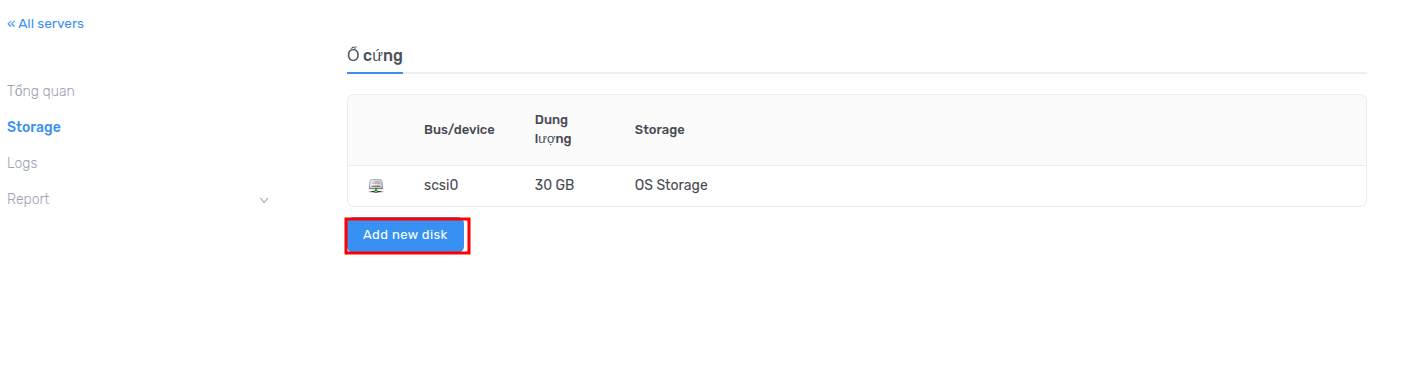 « All servers
Tổng quan
Storage
Logs
Report
Ổ cứng
Bus/device
Dung
lượng
Storage
scsi0
30 GB
OS Storage
Add new disk